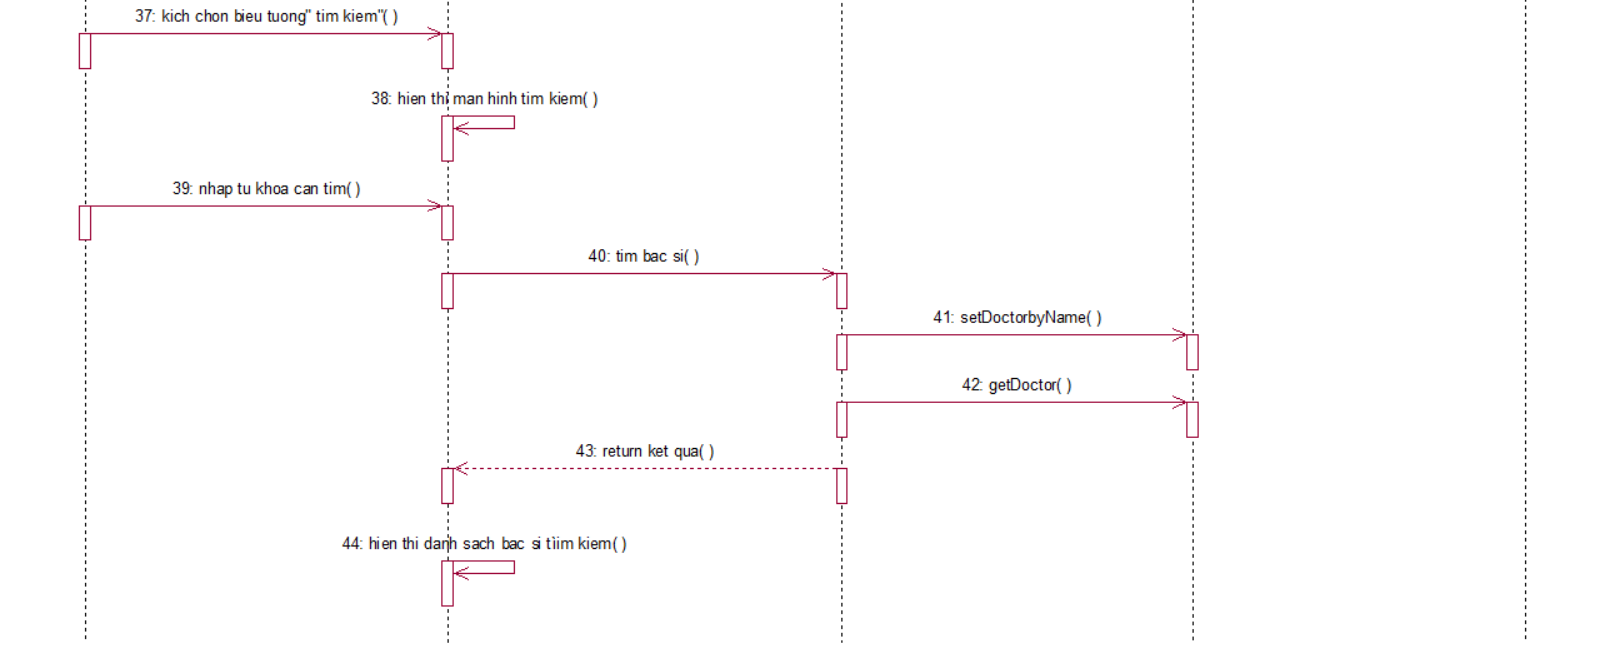 37: kich chon bieu tuong" tim kiem"( )
38: hien thi man hinh tim kiem( )
39: nhap tu khoa can tim( )
40: tim bac si( )
41: setDoctorbyName( )
42: getDoctor( )
43: return ket qua( )
44: hien thi danh sach bac si tìim kiem( )